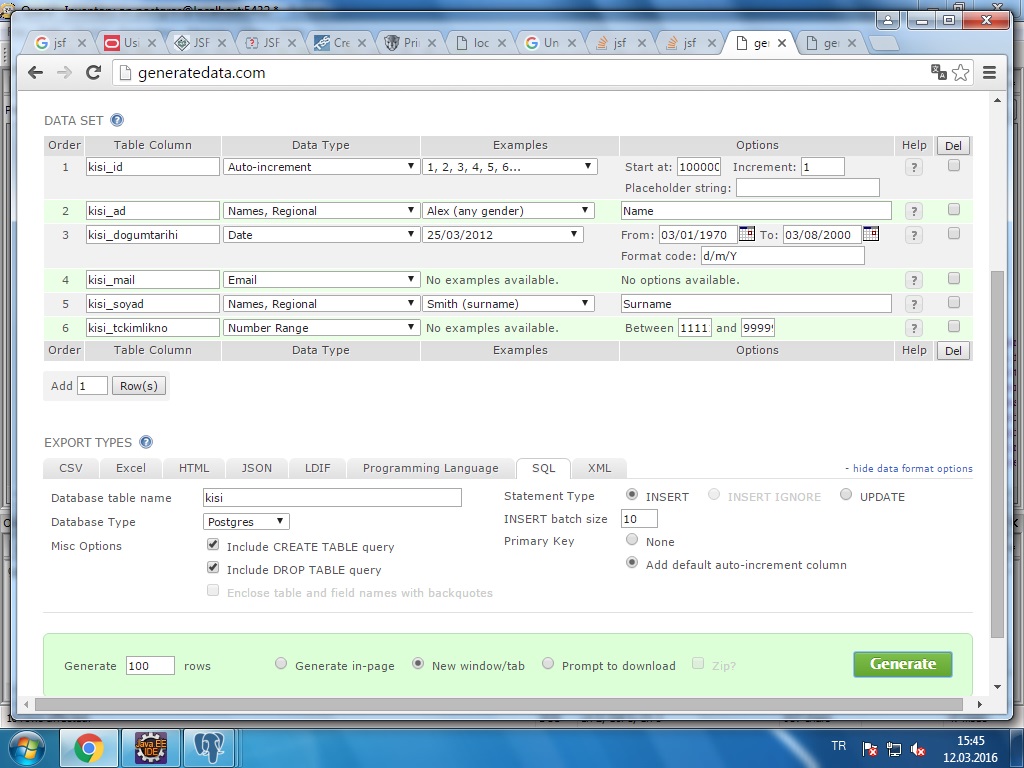 jsf
Us
JSF
JSF
Cre
Pri
loc
Un
jsf
jsf
ge
ge
generatedata.com
DATA SET ?
Order Table Column Data Type Examples Options Help Del
1 kisi_id Auto-increment 1, 2, 3, 4, 5, 6... Start at: 100000 Increment: 1 ?
Placeholder string:
2 kisi_ad Names, Regional Alex (any gender) Name ?
3 kisi_dogumtarihi Date 25/03/2012 From: 03/01/1970 To: 03/08/2000 ?
Format code: d/m/Y
4 kisi_mail Email No examples available. No options available. ?
5 kisi_soyad Names, Regional Smith (surname) Surname ?
6 kisi_tckimlikno Number Range No examples available. Between 1111 and 9999 ?
Order Table Column Data Type Examples Options Help Del
Add 1 Row(s)
EXPORT TYPES ?
CSV Excel HTML JSON LDIF Programming Language SQL XML - hide data format options
Database table name kisi Statement Type INSERT INSERT IGNORE UPDATE
Database Type Postgres INSERT batch size 10
Misc Options Include CREATE TABLE query Primary Key None
Include DROP TABLE query Add default auto-increment column
Enclose table and field names with backquotes
Generate 100 rows Generate in-page New window/tab Prompt to download Zip? Generate
Java EE
IDE
TR
15:45
12.03.2016